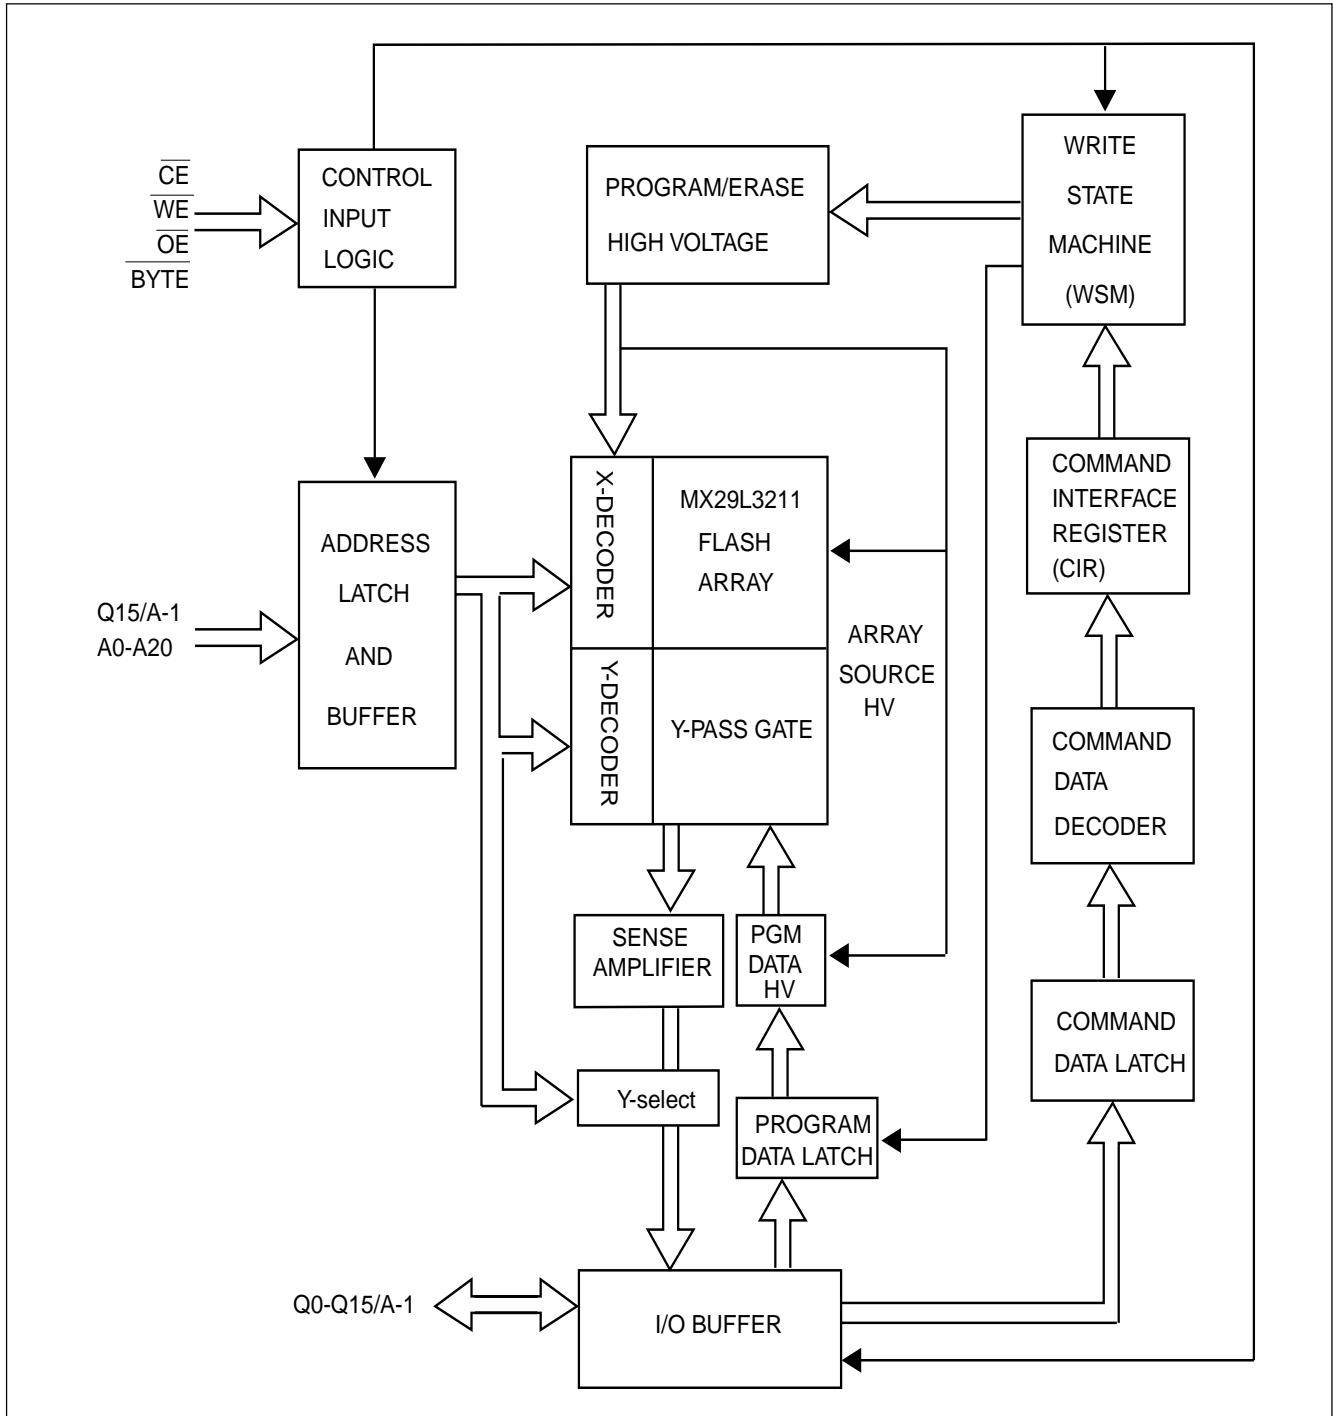 CE
WE
OE
BYTE
CONTROL
INPUT
LOGIC
PROGRAM/ERASE
HIGH VOLTAGE
WRITE
STATE
MACHINE
(WSM)
Q15/A-1
A0-A20
ADDRESS
LATCH
AND
BUFFER
X-DECODER
MX29L3211
FLASH
ARRAY
Y-DECODER
Y-PASS GATE
ARRAY
SOURCE
HV
COMMAND
INTERFACE
REGISTER
(CIR)
COMMAND
DATA
DECODER
SENSE
AMPLIFIER
PGM
DATA
HV
COMMAND
DATA LATCH
Y-select
PROGRAM
DATA LATCH
Q0-Q15/A-1
I/O BUFFER